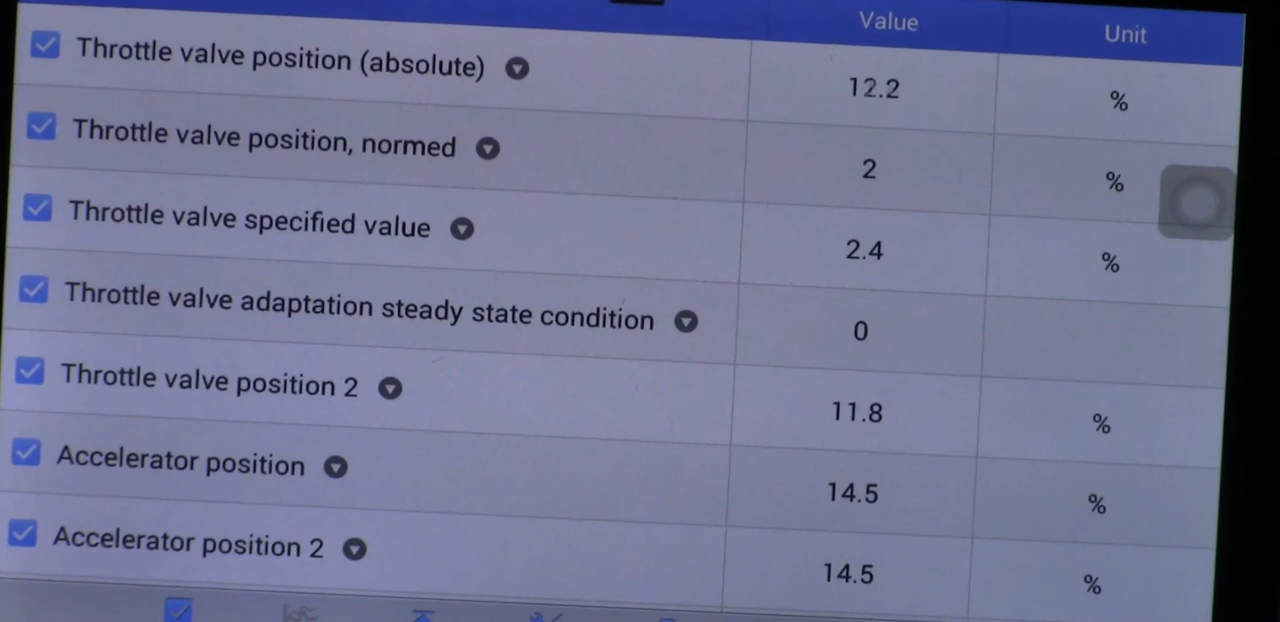 Value Unit
Throttle valve position (absolute) 12.2 %
Throttle valve position, normed 2 %
Throttle valve specified value 2.4 %
Throttle valve adaptation steady state condition 0
Throttle valve position 2 11.8 %
Accelerator position 14.5 %
Accelerator position 2 14.5 %